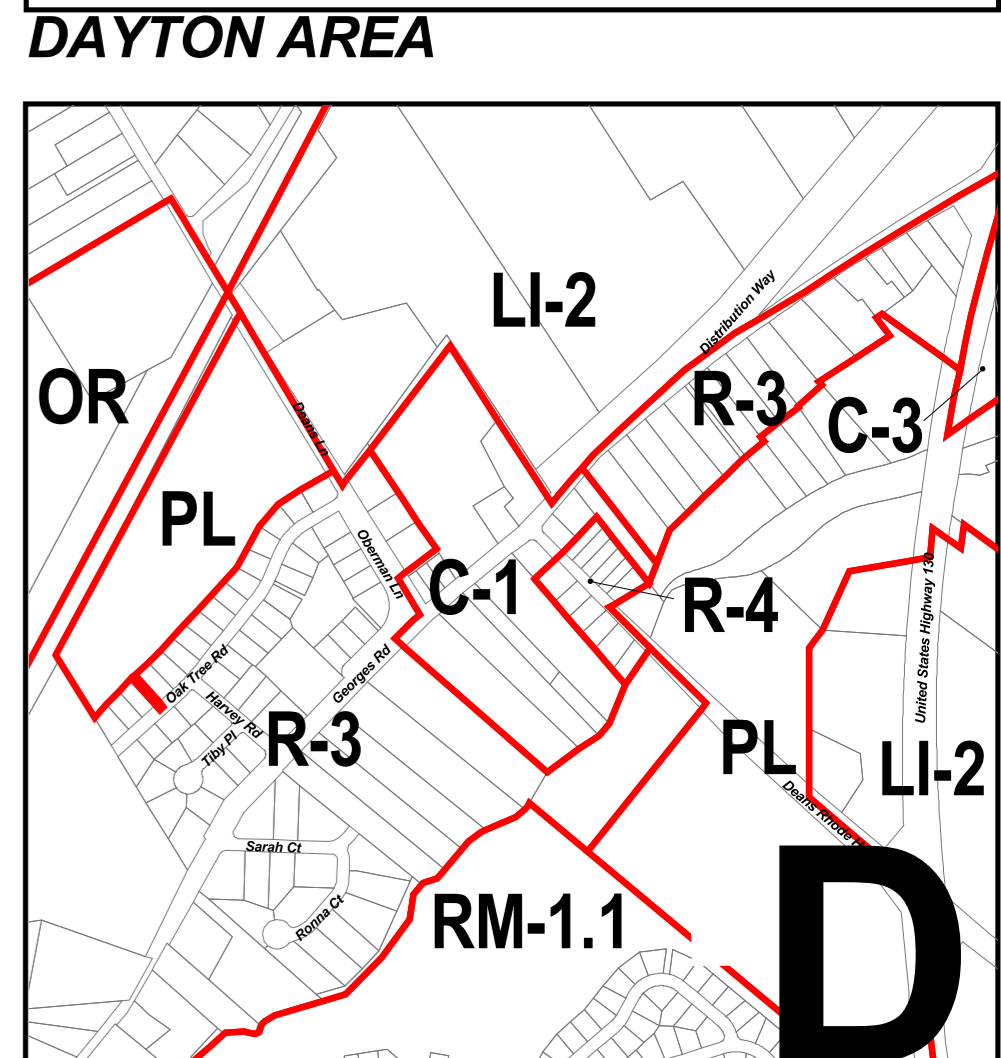 DAYTON AREA
LI-2
Distribution Way
OR
R-3
C-3
Deans Ln
PL
Oberman Ln
C-1
R-4
United States Highway 130
Oak Tree Rd
Georges Rd
Harvey Rd
Tiby Pl
R-3
PL
LI-2
Deans Rhode H
Sarah Ct
RM-1.1
Ronna Ct
D